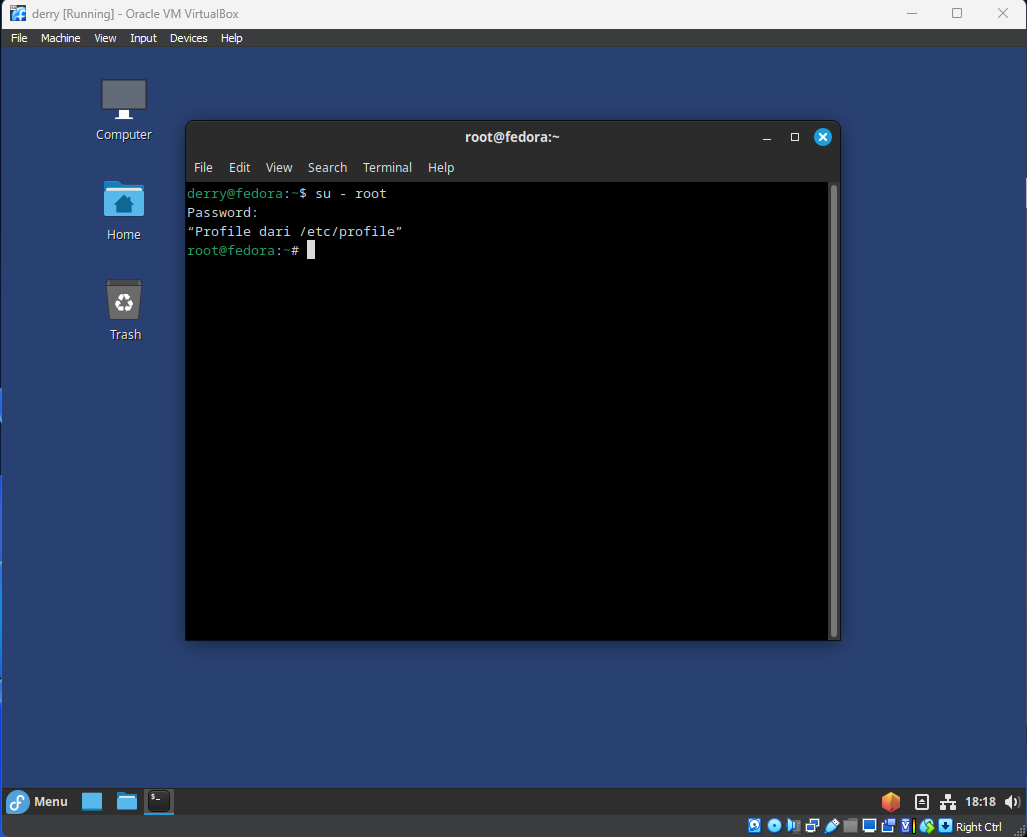 derry [Running] - Oracle VM VirtualBox
File Machine View Input Devices Help
Computer
Home
Trash
root@fedora:~
File Edit View Search Terminal Help
derry@fedora:~$ su - root
Password:
“Profile dari /etc/profile”
root@fedora:~#
Menu
18:18
Right Ctrl